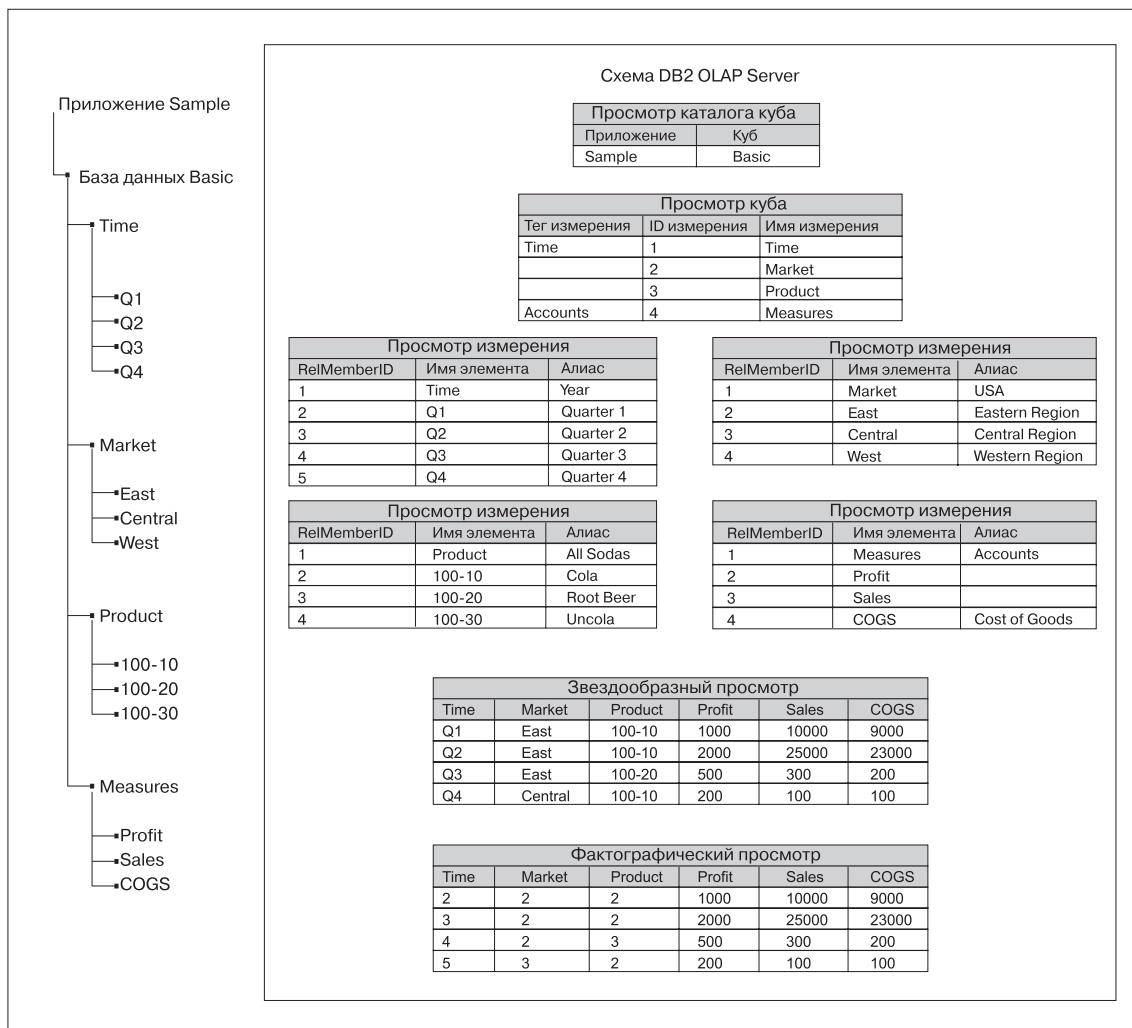 Приложение Sample
База данных Basic
Time
Q1
Q2
Q3
Q4
Market
East
Central
West
Product
100-10
100-20
100-30
Measures
Profit
Sales
COGS
Схема DB2 OLAP Server
Просмотр каталога куба
Приложение Куб
Sample Basic
Просмотр куба
Тег измерения ID измерения Имя измерения
Time 1 Time
2 Market
3 Product
Accounts 4 Measures
Просмотр измерения
RelMemberID Имя элемента Алиас
1 Time Year
2 Q1 Quarter 1
3 Q2 Quarter 2
4 Q3 Quarter 3
5 Q4 Quarter 4
Просмотр измерения
RelMemberID Имя элемента Алиас
1 Market USA
2 East Eastern Region
3 Central Central Region
4 West Western Region
Просмотр измерения
RelMemberID Имя элемента Алиас
1 Product All Sodas
2 100-10 Cola
3 100-20 Root Beer
4 100-30 Uncola
Просмотр измерения
RelMemberID Имя элемента Алиас
1 Measures Accounts
2 Profit
3 Sales
4 COGS Cost of Goods
Звездообразный просмотр
Time Market Product Profit Sales COGS
Q1 East 100-10 1000 10000 9000
Q2 East 100-10 2000 25000 23000
Q3 East 100-20 500 300 200
Q4 Central 100-10 200 100 100
Фактографический просмотр
Time Market Product Profit Sales COGS
2 2 2 1000 10000 9000
3 2 2 2000 25000 23000
4 2 3 500 300 200
5 3 2 200 100 100